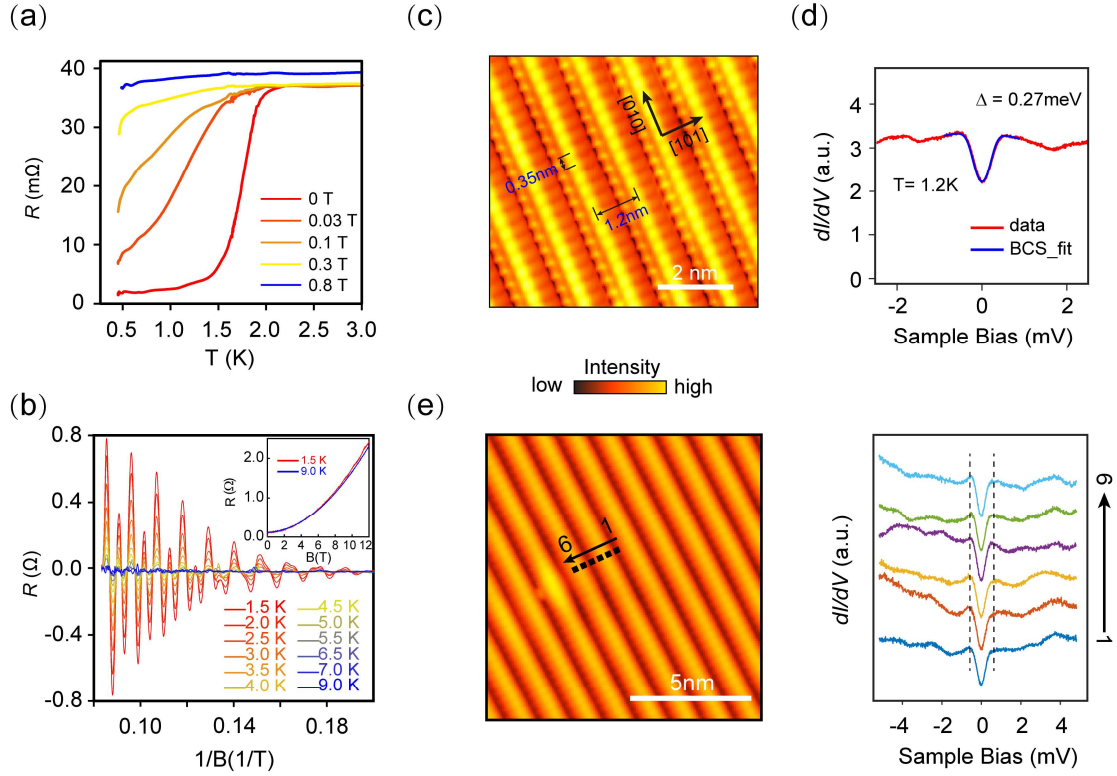 (a)
40
30
20
10
0
R (mΩ)
0 T
0.03 T
0.1 T
0.3 T
0.8 T
0.5 1.0 1.5 2.0 2.5 3.0
T (K)
(b)
0.8
0.4
0.0
-0.4
-0.8
R (Ω)
2.0
1.0
0.0
R (Ω)
1.5 K
9.0 K
0 2 4 6 8 10 12
B(T)
1.5 K 4.5 K
2.0 K 5.0 K
2.5 K 5.5 K
3.0 K 6.5 K
3.5 K 7.0 K
4.0 K 9.0 K
0.10 0.14 0.18
1/B(1/T)
(c)
[010]
[101]
0.35nm
1.2nm
2 nm
Intensity
low high
(d)
4
3
2
1
0
dI/dV (a.u.)
Δ = 0.27meV
T= 1.2K
data
BCS_fit
-2 0 2
Sample Bias (mV)
(e)
1
6
5nm
dI/dV (a.u.)
6
1
-4 -2 0 2 4
Sample Bias (mV)